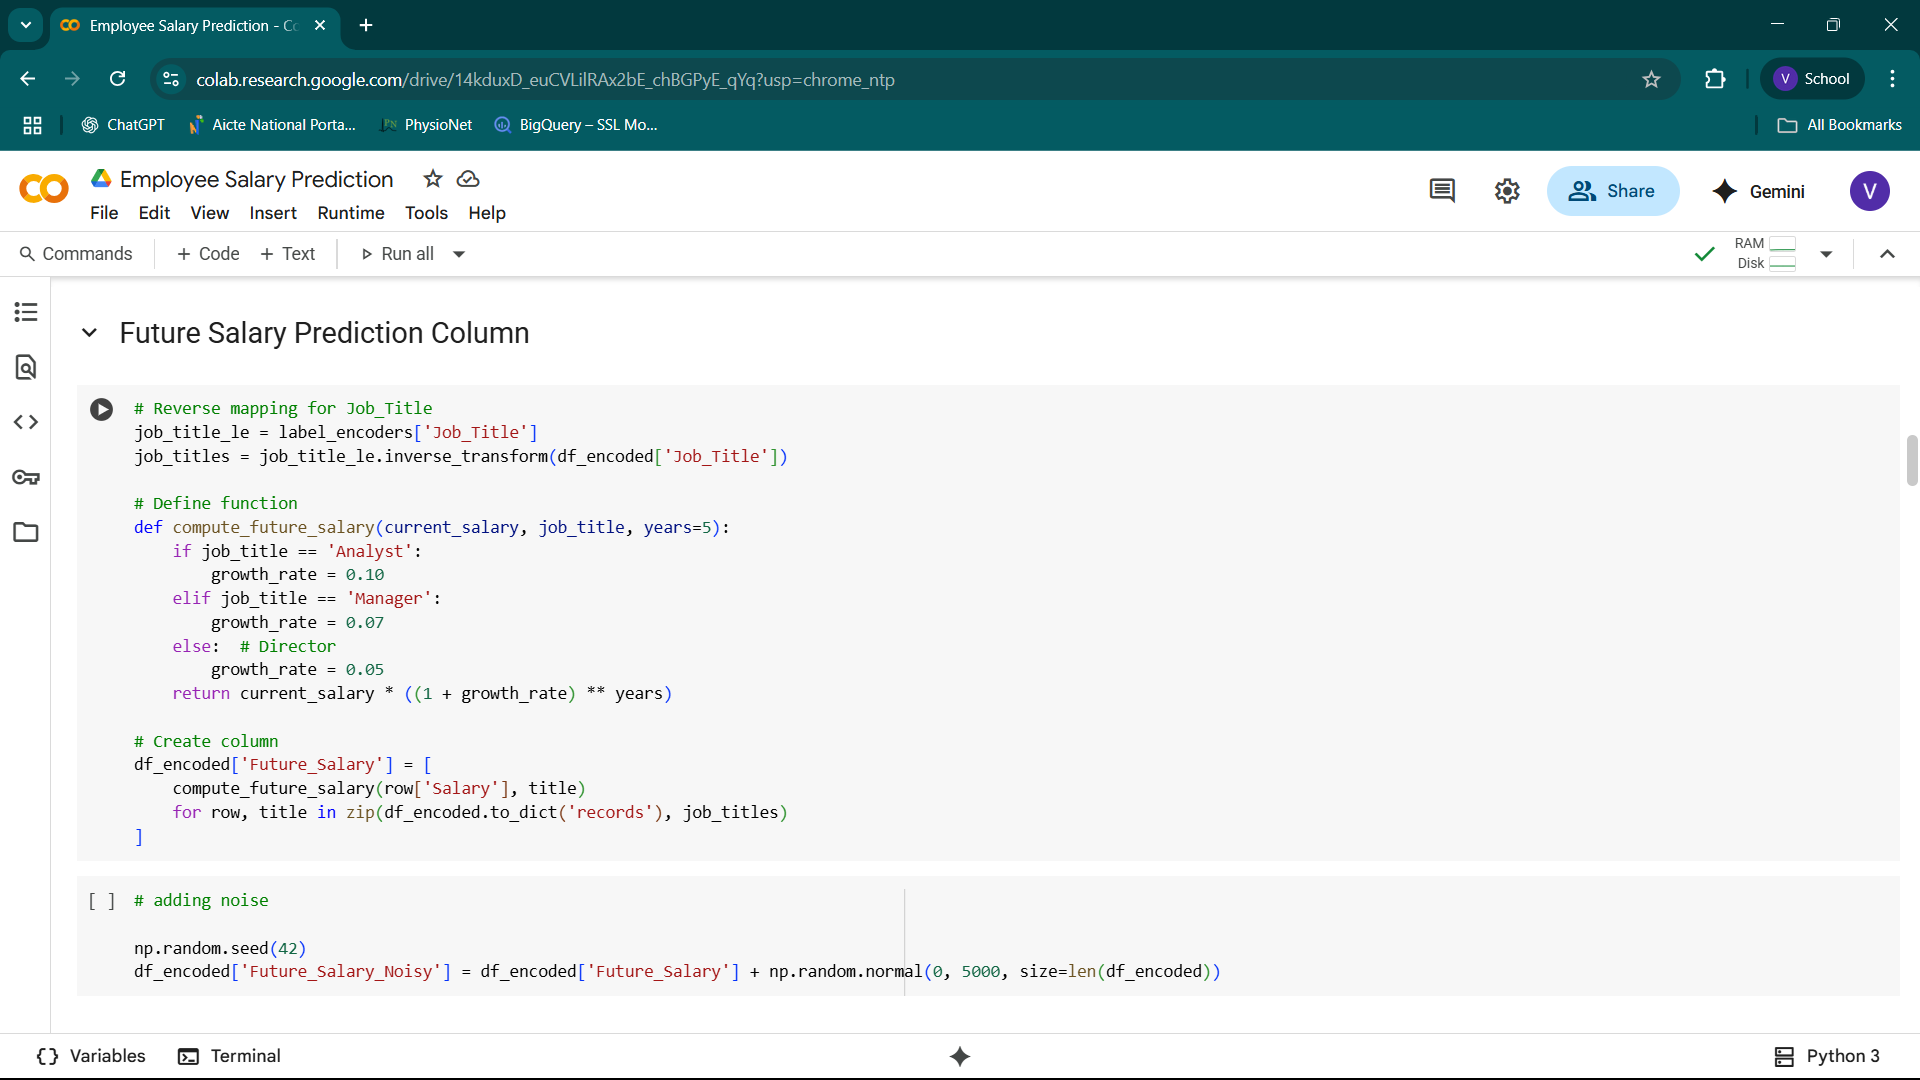 Employee Salary Prediction - Co
colab.research.google.com/drive/14kduxD_euCVLilRAx2bE_chBGPyE_qYq?usp=chrome_ntp
V School
ChatGPT
Aicte National Porta...
PhysioNet
BigQuery – SSL Mo...
All Bookmarks
Employee Salary Prediction
File Edit View Insert Runtime Tools Help
Share
Gemini
V
Commands
+ Code + Text
Run all
RAM
Disk
Future Salary Prediction Column
# Reverse mapping for Job_Title
job_title_le = label_encoders['Job_Title']
job_titles = job_title_le.inverse_transform(df_encoded['Job_Title'])
# Define function
def compute_future_salary(current_salary, job_title, years=5):
    if job_title == 'Analyst':
        growth_rate = 0.10
    elif job_title == 'Manager':
        growth_rate = 0.07
    else:  # Director
        growth_rate = 0.05
    return current_salary * ((1 + growth_rate) ** years)
# Create column
df_encoded['Future_Salary'] = [
    compute_future_salary(row['Salary'], title)
    for row, title in zip(df_encoded.to_dict('records'), job_titles)
]
[ ] # adding noise
np.random.seed(42)
df_encoded['Future_Salary_Noisy'] = df_encoded['Future_Salary'] + np.random.normal(0, 5000, size=len(df_encoded))
{} Variables
Terminal
Python 3